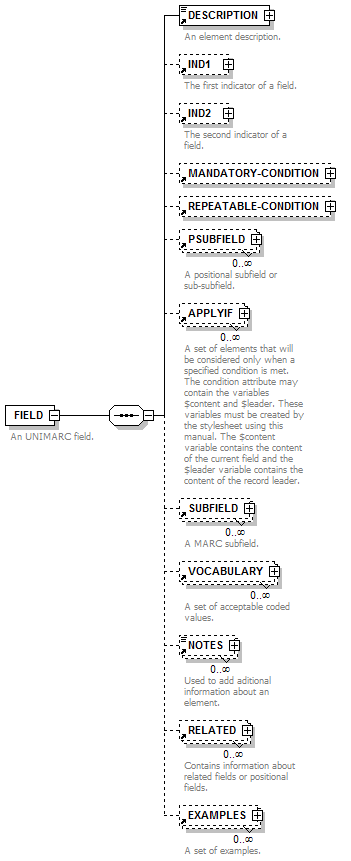 DESCRIPTION
An element description.
IND1
The first indicator of a field.
IND2
The second indicator of a
field.
MANDATORY-CONDITION
REPEATABLE-CONDITION
PSUBFIELD
0..∞
A positional subfield or
sub-subfield.
APPLYIF
0..∞
A set of elements that will
be considered only when a
specified condition is met.
The condition attribute may
contain the variables
$content and $leader. These
variables must be created by
the stylesheet using this
manual. The $content
variable contains the content
of the current field and the
$leader variable contains the
content of the record leader.
FIELD
An UNIMARC field.
SUBFIELD
0..∞
A MARC subfield.
VOCABULARY
0..∞
A set of acceptable coded
values.
NOTES
0..∞
Used to add aditional
information about an
element.
RELATED
0..∞
Contains information about
related fields or positional
fields.
EXAMPLES
0..∞
A set of examples.